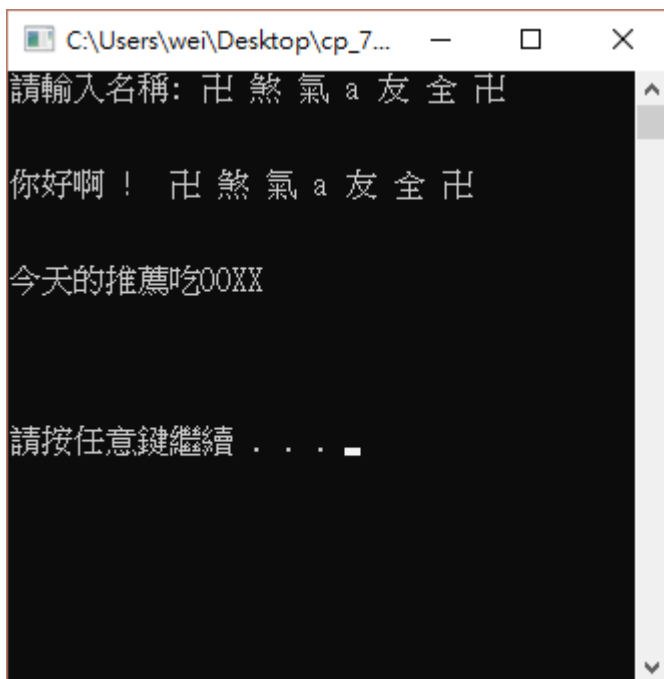 C:\Users\wei\Desktop\cp_7...
請輸入名稱: 卍 煞 氣 a 友 全 卍
你好啊 ! 卍 煞 氣 a 友 全 卍
今天的推薦吃OOXX
請按任意鍵繼續 . . .